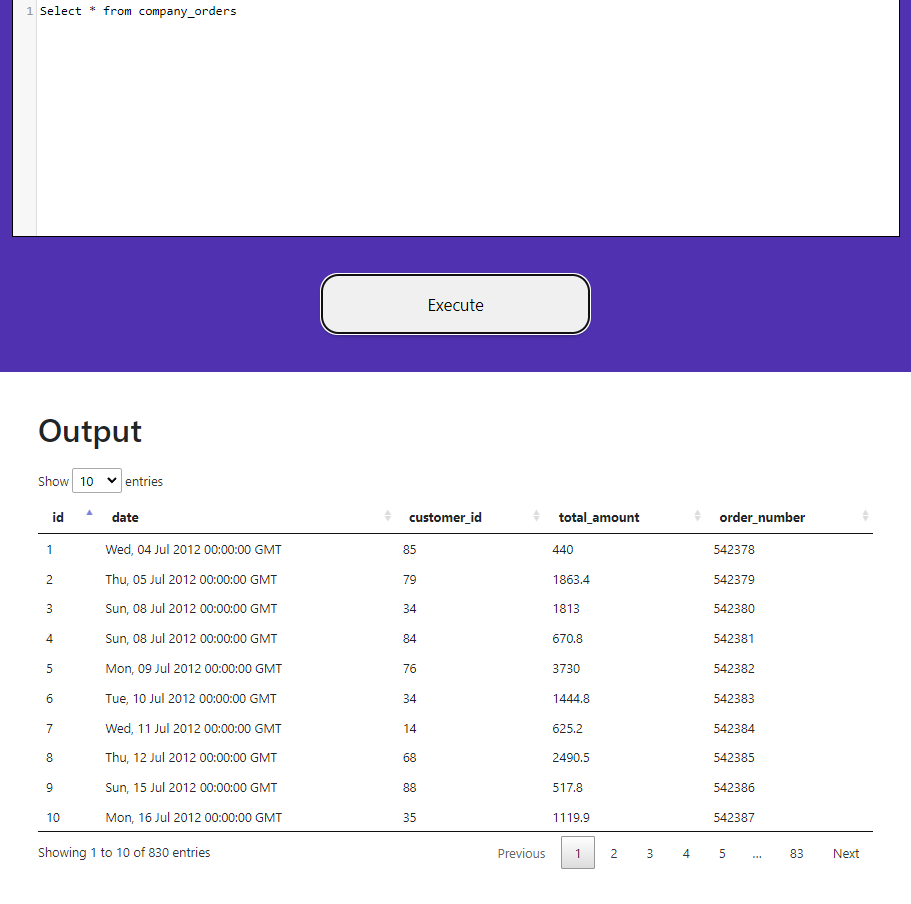 1 Select * from company_orders
Execute
Output
Show 10 entries
id date customer_id total_amount order_number
1 Wed, 04 Jul 2012 00:00:00 GMT 85 440 542378
2 Thu, 05 Jul 2012 00:00:00 GMT 79 1863.4 542379
3 Sun, 08 Jul 2012 00:00:00 GMT 34 1813 542380
4 Sun, 08 Jul 2012 00:00:00 GMT 84 670.8 542381
5 Mon, 09 Jul 2012 00:00:00 GMT 76 3730 542382
6 Tue, 10 Jul 2012 00:00:00 GMT 34 1444.8 542383
7 Wed, 11 Jul 2012 00:00:00 GMT 14 625.2 542384
8 Thu, 12 Jul 2012 00:00:00 GMT 68 2490.5 542385
9 Sun, 15 Jul 2012 00:00:00 GMT 88 517.8 542386
10 Mon, 16 Jul 2012 00:00:00 GMT 35 1119.9 542387
Showing 1 to 10 of 830 entries Previous 1 2 3 4 5 ... 83 Next